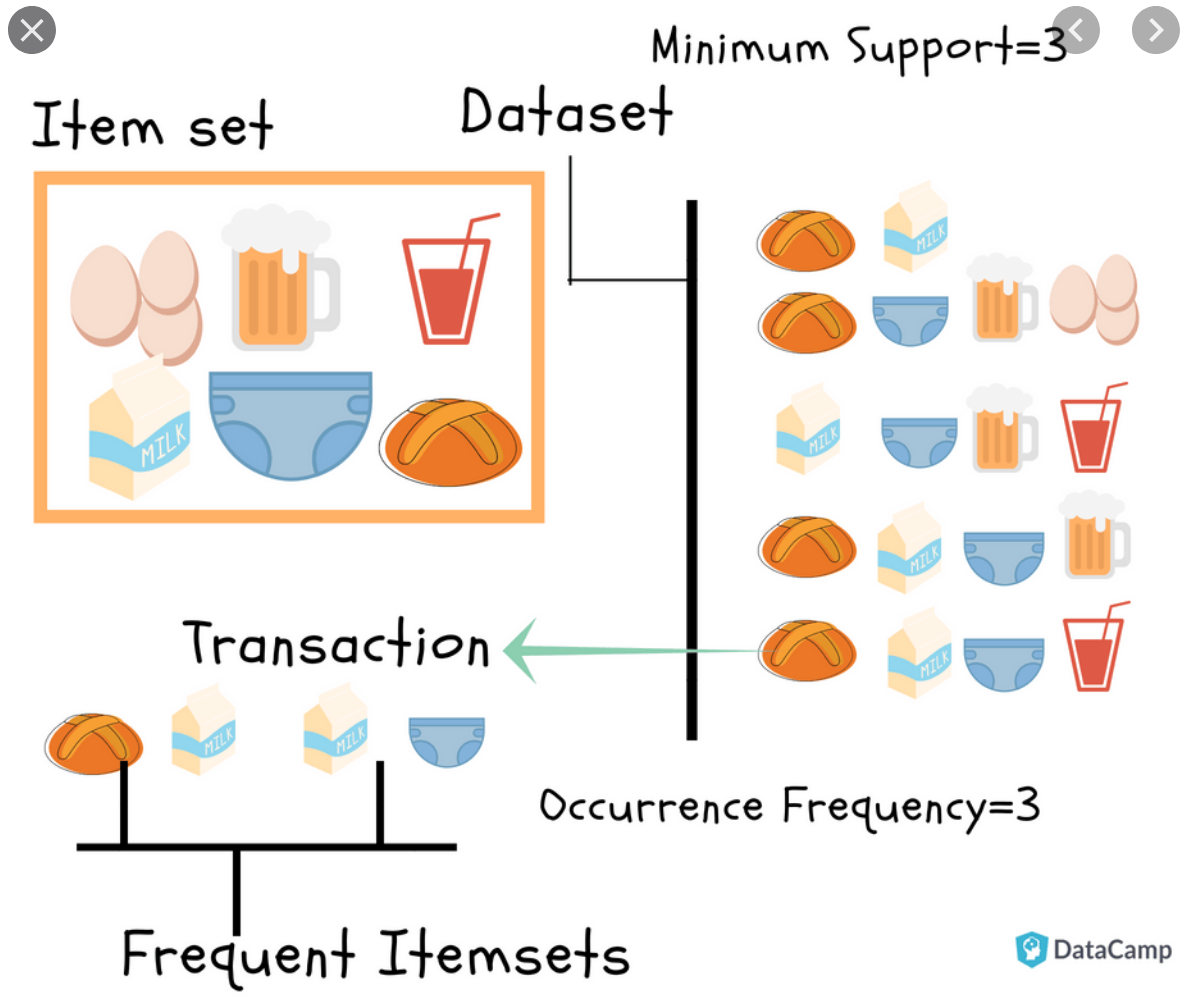 Minimum Support=3
Item set
Dataset
MILK
MILK
MILK
MILK
MILK
Transaction
MILK
MILK
Occurrence Frequency=3
Frequent Itemsets
DataCamp